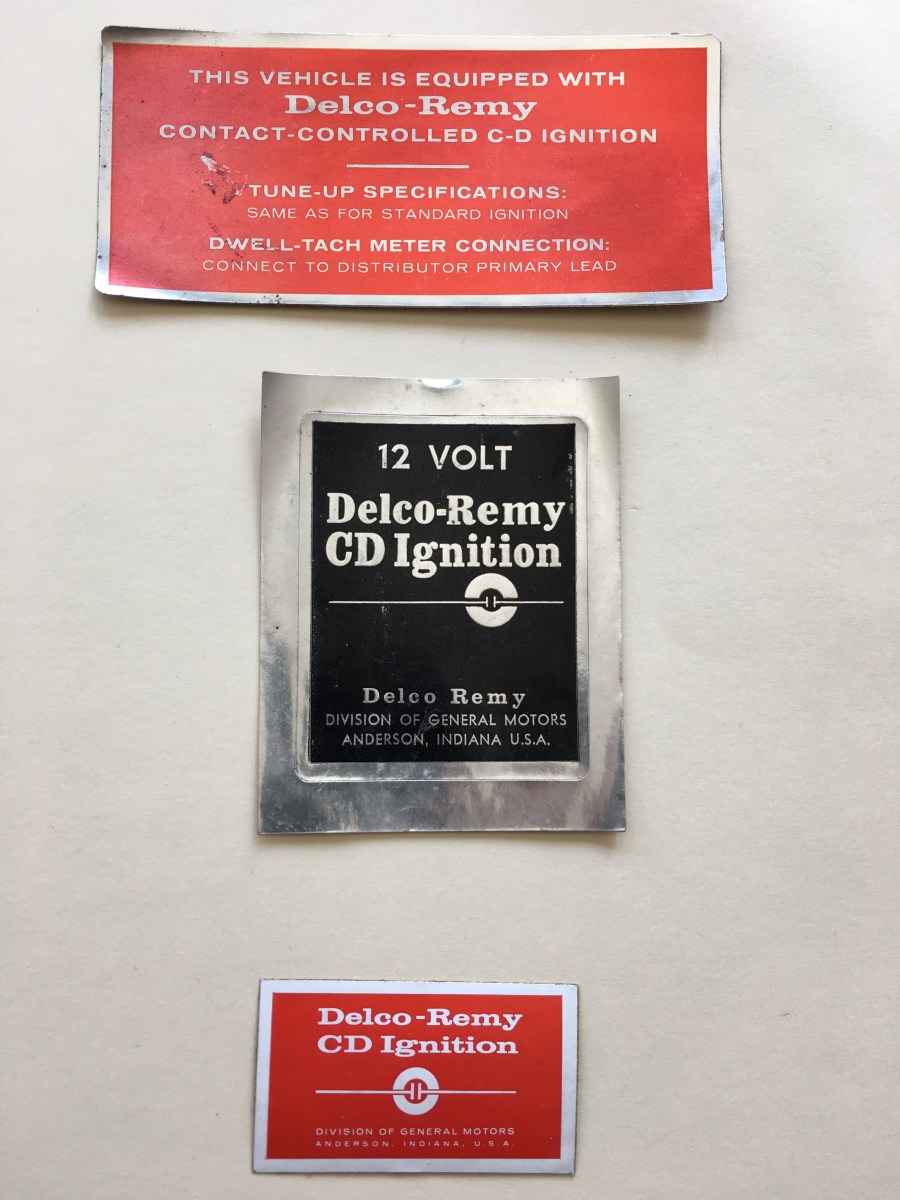 THIS VEHICLE IS EQUIPPED WITH
Delco-Remy
CONTACT-CONTROLLED C-D IGNITION
TUNE-UP SPECIFICATIONS:
SAME AS FOR STANDARD IGNITION
DWELL-TACH METER CONNECTION:
CONNECT TO DISTRIBUTOR PRIMARY LEAD
12 VOLT
Delco-Remy
CD Ignition
Delco Remy
DIVISION OF GENERAL MOTORS
ANDERSON, INDIANA U.S.A.
Delco-Remy
CD Ignition
DIVISION OF GENERAL MOTORS
ANDERSON, INDIANA, U.S.A.